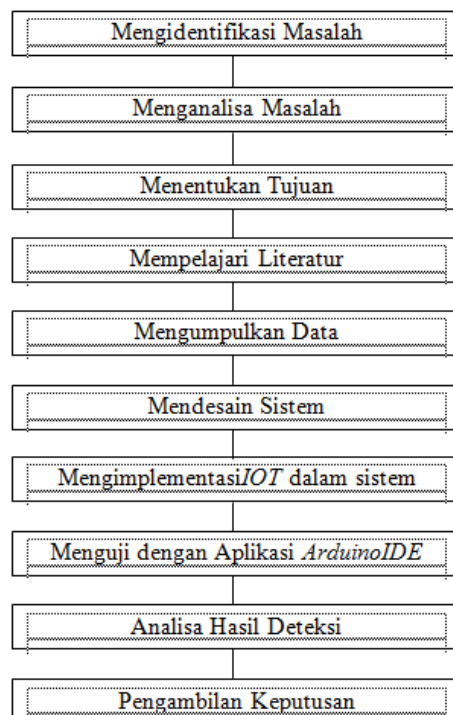 Mengidentifikasi Masalah
Menganalisa Masalah
Menentukan Tujuan
Mempelajari Literatur
Mengumpulkan Data
Mendesain Sistem
MengimplementasiIOT dalam sistem
Menguji dengan Aplikasi ArduinoIDE
Analisa Hasil Deteksi
Pengambilan Keputusan